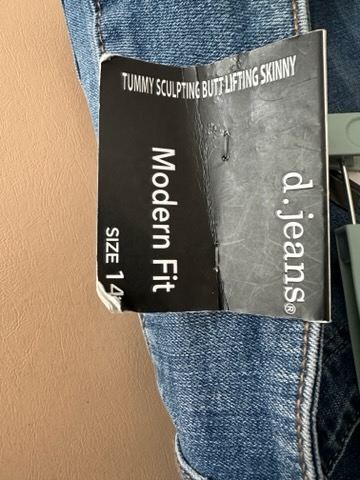 d.jeans®
Modern Fit
SIZE 14
TUMMY SCULPTING BUTT LIFTING SKINNY